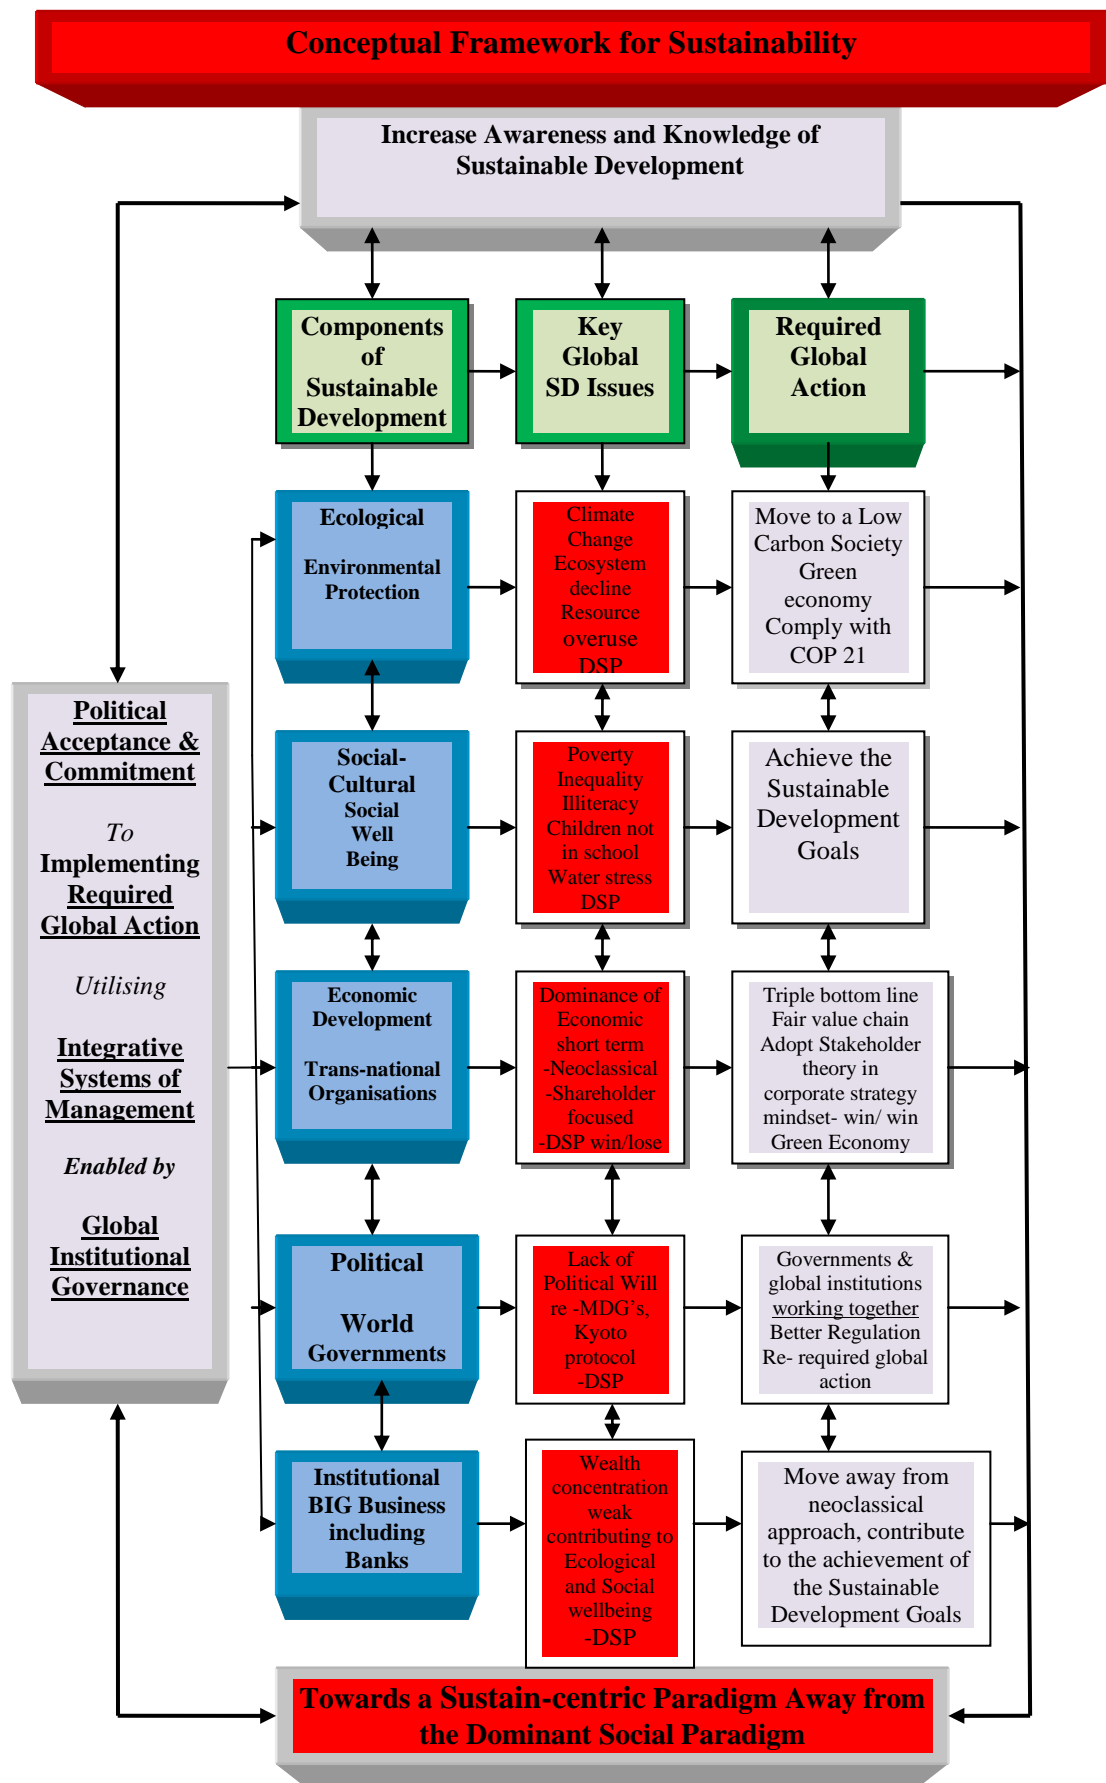 Conceptual Framework for Sustainability
Increase Awareness and Knowledge of
Sustainable Development
Components
of
Sustainable
Development
Key
Global
SD Issues
Required
Global
Action
Ecological
Environmental
Protection
Climate
Change
Ecosystem
decline
Resource
overuse
DSP
Move to a Low
Carbon Society
Green
economy
Comply with
COP 21
Political
Acceptance &
Commitment
To
Implementing
Required
Global Action
Utilising
Integrative
Systems of
Management
Enabled by
Global
Institutional
Governance
Social-
Cultural
Social
Well
Being
Poverty
Inequality
Illiteracy
Children not
in school
Water stress
DSP
Achieve the
Sustainable
Development
Goals
Economic
Development
Trans-national
Organisations
Dominance of
Economic
short term
-Neoclassical
-Shareholder
focused
-DSP win/lose
Triple bottom line
Fair value chain
Adopt Stakeholder
theory in
corporate strategy
mindset- win/ win
Green Economy
Political
World
Governments
Lack of
Political Will
re -MDG's,
Kyoto
protocol
-DSP
Governments &
global institutions
working together
Better Regulation
Re- required global
action
Institutional
BIG Business
including
Banks
Wealth
concentration
weak
contributing to
Ecological
and Social
wellbeing
-DSP
Move away from
neoclassical
approach, contribute
to the achievement of
the Sustainable
Development Goals
Towards a Sustain-centric Paradigm Away from
the Dominant Social Paradigm